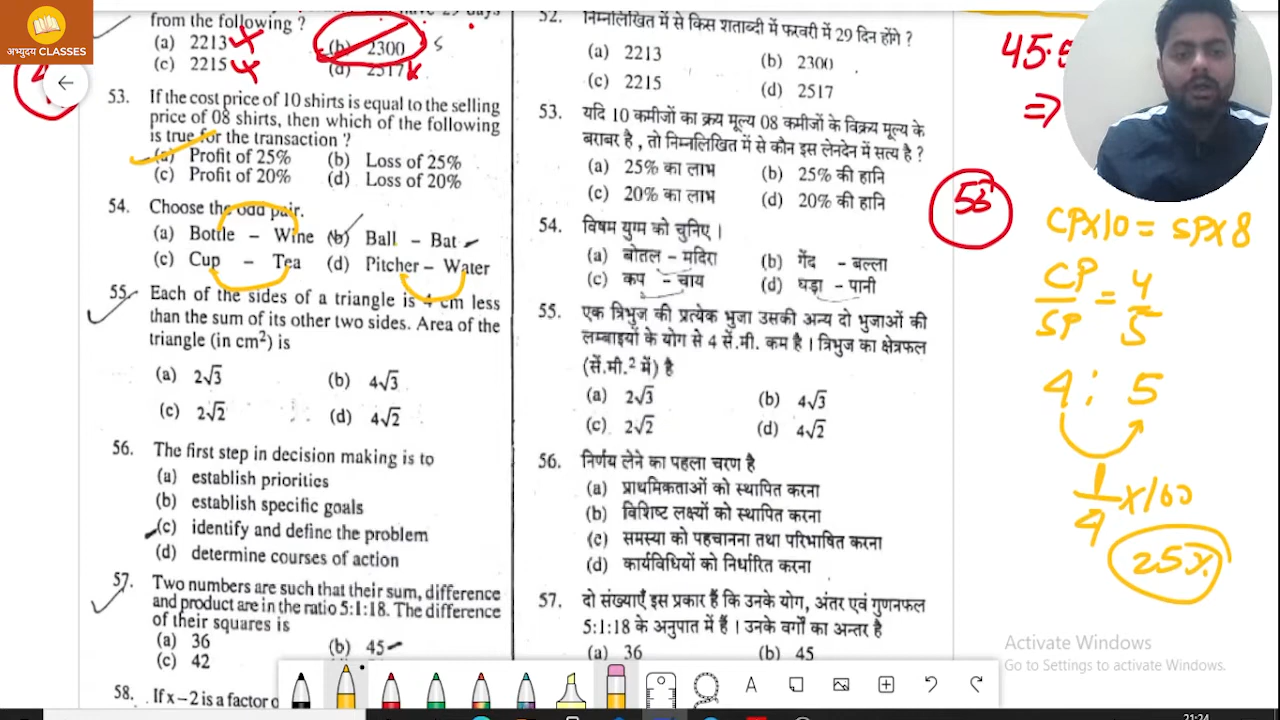 अभ्युदय CLASSES
from the following ?
(a) 2213
(b) 2300
(c) 2215
(d) 2517
53. If the cost price of 10 shirts is equal to the selling
price of 08 shirts, then which of the following
is true for the transaction ?
(a) Profit of 25% (b) Loss of 25%
(c) Profit of 20% (d) Loss of 20%
54. Choose the odd pair.
(a) Bottle – Wine (b) Ball – Bat
(c) Cup – Tea (d) Pitcher – Water
55. Each of the sides of a triangle is 4 cm less
than the sum of its other two sides. Area of the
triangle (in cm²) is
(a) 2√3 (b) 4√3
(c) 2√2 (d) 4√2
56. The first step in decision making is to
(a) establish priorities
(b) establish specific goals
(c) identify and define the problem
(d) determine courses of action
57. Two numbers are such that their sum, difference
and product are in the ratio 5:1:18. The difference
of their squares is
(a) 36 (b) 45
(c) 42
58. If x – 2 is a factor o
52. निम्नलिखित में से किस शताब्दी में फरवरी में 29 दिन होंगे ?
(a) 2213 (b) 2300
(c) 2215 (d) 2517
53. यदि 10 कमीजों का क्रय मूल्य 08 कमीजों के विक्रय मूल्य के
बराबर है , तो निम्नलिखित में से कौन इस लेनदेन में सत्य है ?
(a) 25% का लाभ (b) 25% की हानि
(c) 20% का लाभ (d) 20% की हानि
54. विषम युग्म को चुनिए ।
(a) बोतल – मदिरा (b) गेंद - बल्ला
(c) कप - चाय (d) घड़ा – पानी
55. एक त्रिभुज की प्रत्येक भुजा उसकी अन्य दो भुजाओं की
लम्बाइयों के योग से 4 सें.मी. कम है । त्रिभुज का क्षेत्रफल
(सें.मी.² में) है
(a) 2√3 (b) 4√3
(c) 2√2 (d) 4√2
56. निर्णय लेने का पहला चरण है
(a) प्राथमिकताओं को स्थापित करना
(b) विशिष्ट लक्ष्यों को स्थापित करना
(c) समस्या को पहचानना तथा परिभाषित करना
(d) कार्यविधियों को निर्धारित करना
57. दो संख्याएँ इस प्रकार हैं कि उनके योग, अंतर एवं गुणनफल
5:1:18 के अनुपात में हैं । उनके वर्गों का अन्तर है
(a) 36 (b) 45
CP×10 = SP×8
CP/SP = 4/5
4 : 5
1/4 ×100
25%
Activate Windows
Go to Settings to activate Windows.
21:24